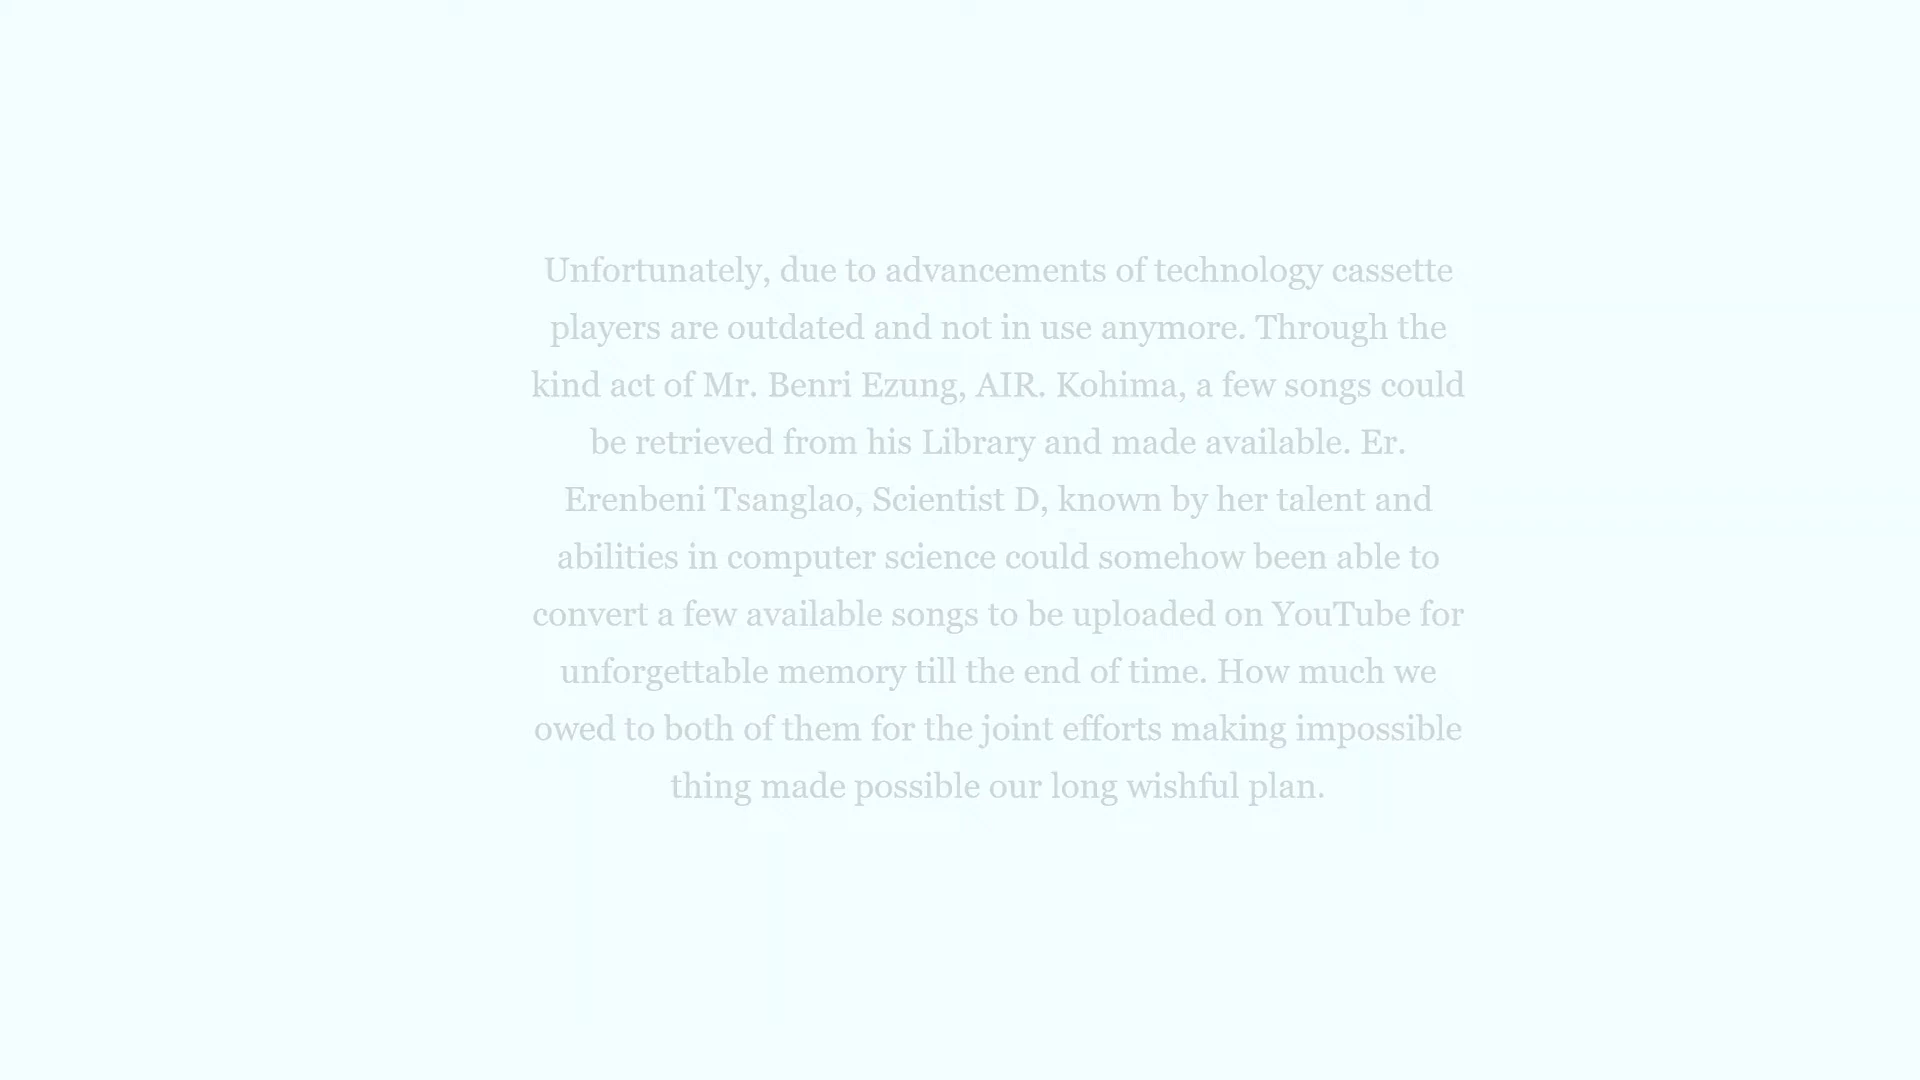 Unfortunately, due to advancements of technology cassette
players are outdated and not in use anymore. Through the
kind act of Mr. Benri Ezung, AIR. Kohima, a few songs could
be retrieved from his Library and made available. Er.
Erenbeni Tsanglao, Scientist D, known by her talent and
abilities in computer science could somehow been able to
convert a few available songs to be uploaded on YouTube for
unforgettable memory till the end of time. How much we
owed to both of them for the joint efforts making impossible
thing made possible our long wishful plan.